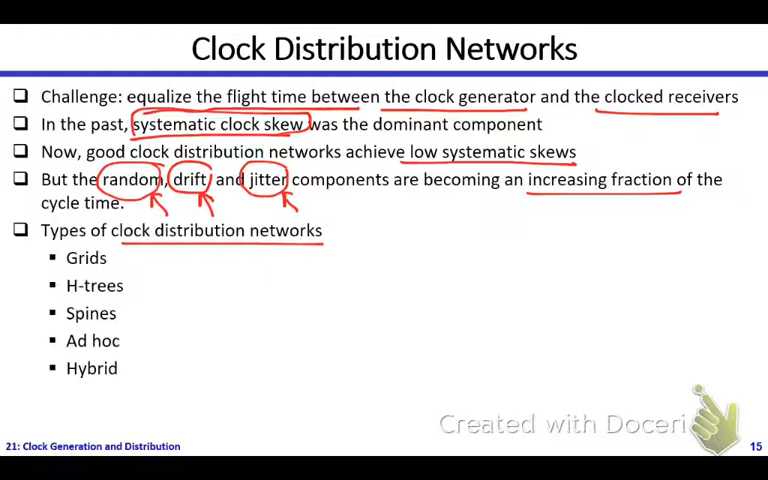 Clock Distribution Networks
❑ Challenge: equalize the flight time between the clock generator and the clocked receivers
❑ In the past, systematic clock skew was the dominant component
❑ Now, good clock distribution networks achieve low systematic skews
❑ But the random, drift, and jitter components are becoming an increasing fraction of the
cycle time.
❑ Types of clock distribution networks
▪ Grids
▪ H-trees
▪ Spines
▪ Ad hoc
▪ Hybrid
Created with Doceri
21: Clock Generation and Distribution 15